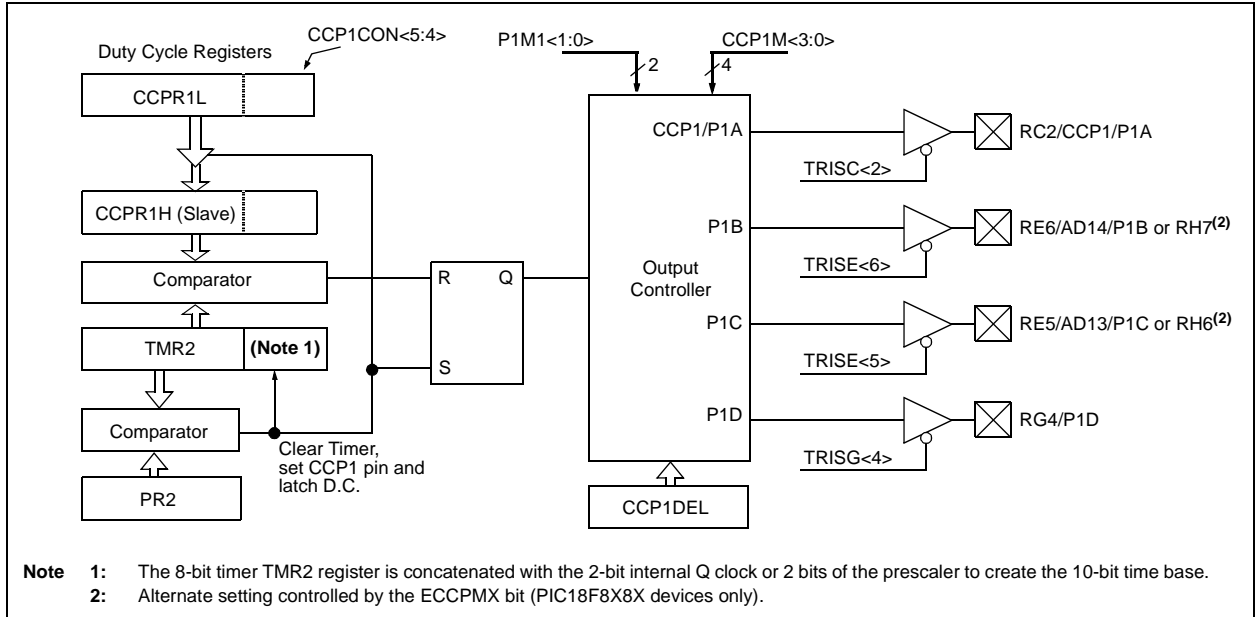 CCP1CON<5:4>
Duty Cycle Registers
CCPR1L
CCPR1H (Slave)
Comparator
TMR2
(Note 1)
Comparator
PR2
Clear Timer,
set CCP1 pin and
latch D.C.
R
Q
S
P1M1<1:0>
2
CCP1M<3:0>
4
CCP1/P1A
P1B
Output
Controller
P1C
P1D
CCP1DEL
TRISC<2>
RC2/CCP1/P1A
TRISE<6>
RE6/AD14/P1B or RH7(2)
TRISE<5>
RE5/AD13/P1C or RH6(2)
TRISG<4>
RG4/P1D
Note 1: The 8-bit timer TMR2 register is concatenated with the 2-bit internal Q clock or 2 bits of the prescaler to create the 10-bit time base.
2: Alternate setting controlled by the ECCPMX bit (PIC18F8X8X devices only).